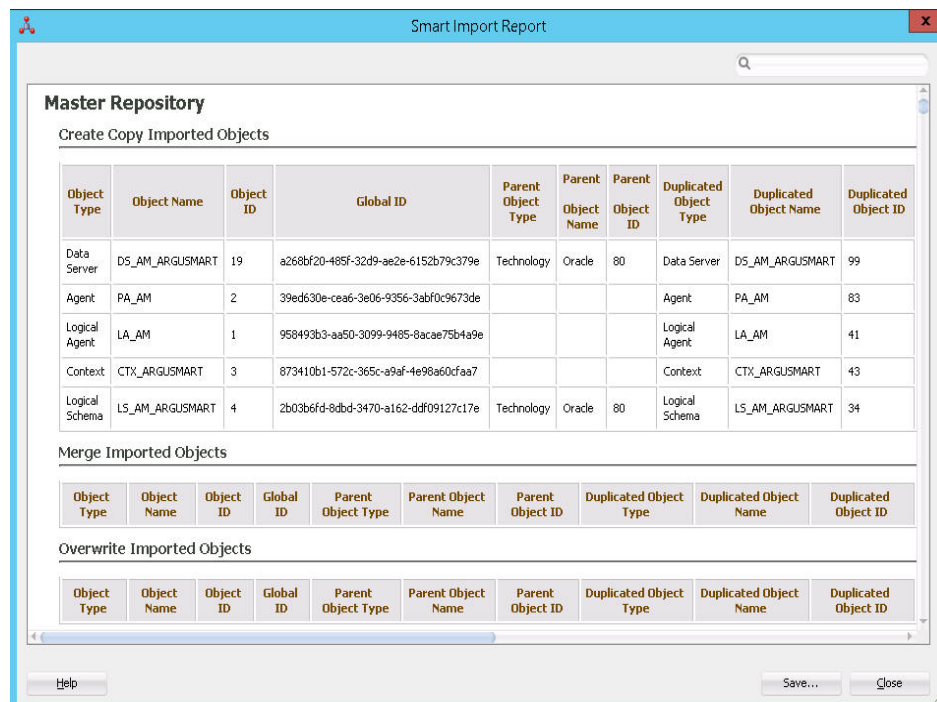 Smart Import Report
x
Master Repository
Create Copy Imported Objects
Object Type Object Name Object ID Global ID Parent Object Type Parent Object Name Parent Object ID Duplicated Object Type Duplicated Object Name Duplicated Object ID
Data Server DS_AM_ARGUSMART 19 a268bf20-485f-32d9-ae2e-6152b79c379e Technology Oracle 80 Data Server DS_AM_ARGUSMART 99
Agent PA_AM 2 39ed630e-cea6-3e06-9356-3abf0c9673de Agent PA_AM 83
Logical Agent LA_AM 1 958493b3-aa50-3099-9485-8acae75b4a9e Logical Agent LA_AM 41
Context CTX_ARGUSMART 3 873410b1-572c-365c-a9af-4e98a60cfaa7 Context CTX_ARGUSMART 43
Logical Schema LS_AM_ARGUSMART 4 2b03b6fd-8dbd-3470-a162-ddf09127c17e Technology Oracle 80 Logical Schema LS_AM_ARGUSMART 34
Merge Imported Objects
Object Type Object Name Object ID Global ID Parent Object Type Parent Object Name Parent Object ID Duplicated Object Type Duplicated Object Name Duplicated Object ID
Overwrite Imported Objects
Object Type Object Name Object ID Global ID Parent Object Type Parent Object Name Parent Object ID Duplicated Object Type Duplicated Object Name Duplicated Object ID
Help Save... Close